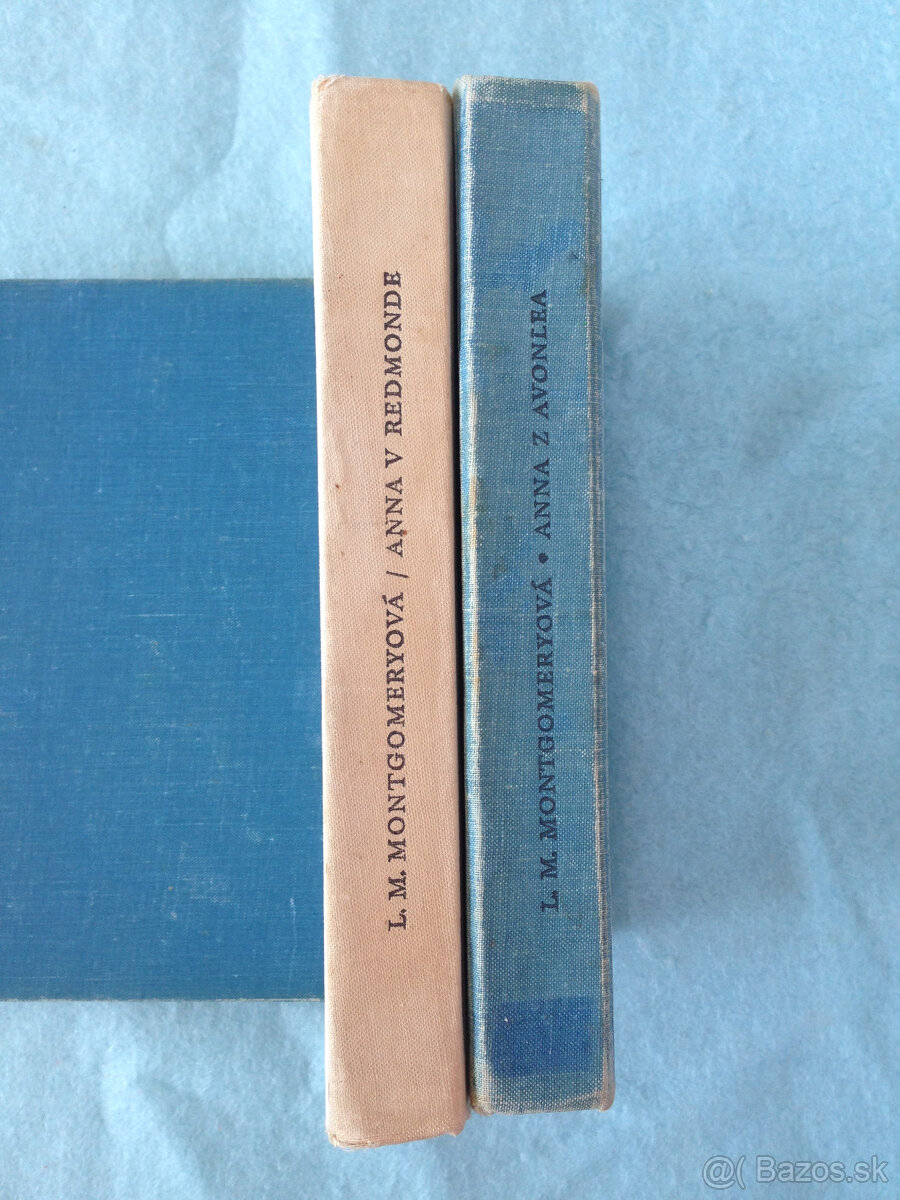 L. M. MONTGOMERYOVÁ / ANNA V REDMONDE
L. M. MONTGOMERYOVÁ • ANNA Z AVONLEA
@( Bazos.sk